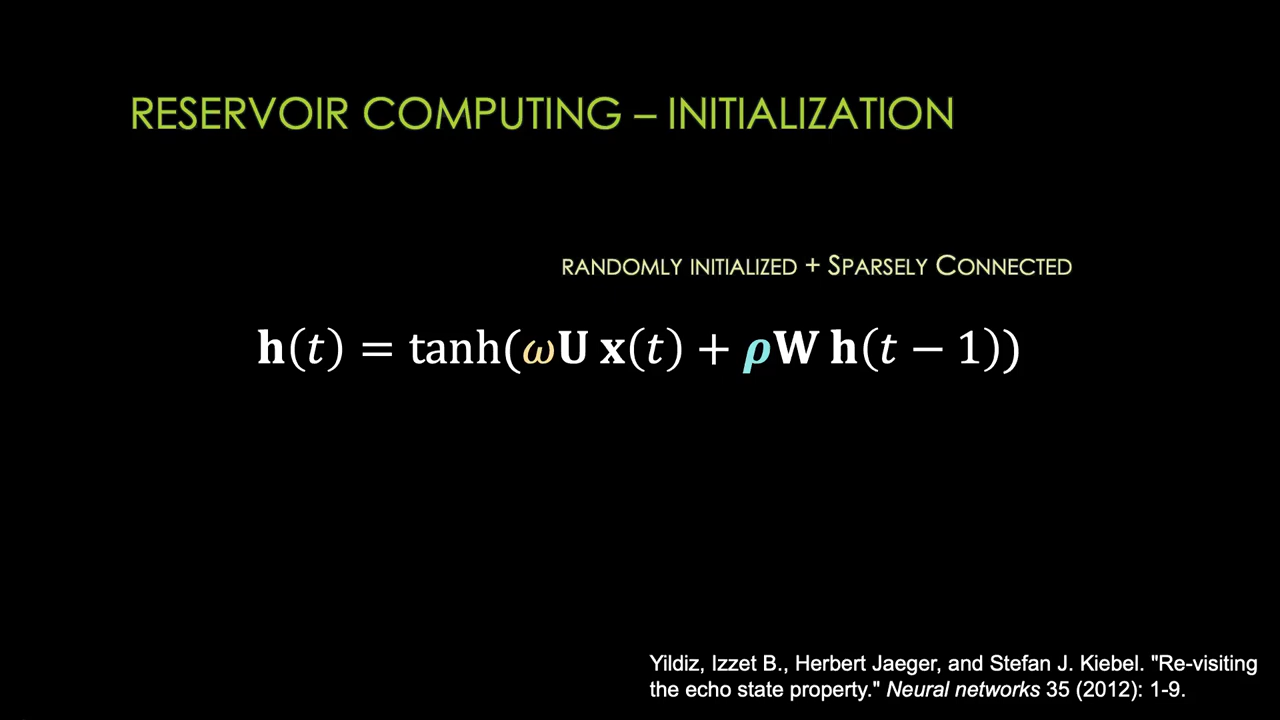 RESERVOIR COMPUTING – INITIALIZATION
RANDOMLY INITIALIZED + SPARSELY CONNECTED
𝐡(𝑡) = tanh(𝜔𝐔 𝐱(𝑡) + 𝝆𝐖 𝐡(𝑡 − 1))
Yildiz, Izzet B., Herbert Jaeger, and Stefan J. Kiebel. "Re-visiting
the echo state property." Neural networks 35 (2012): 1-9.